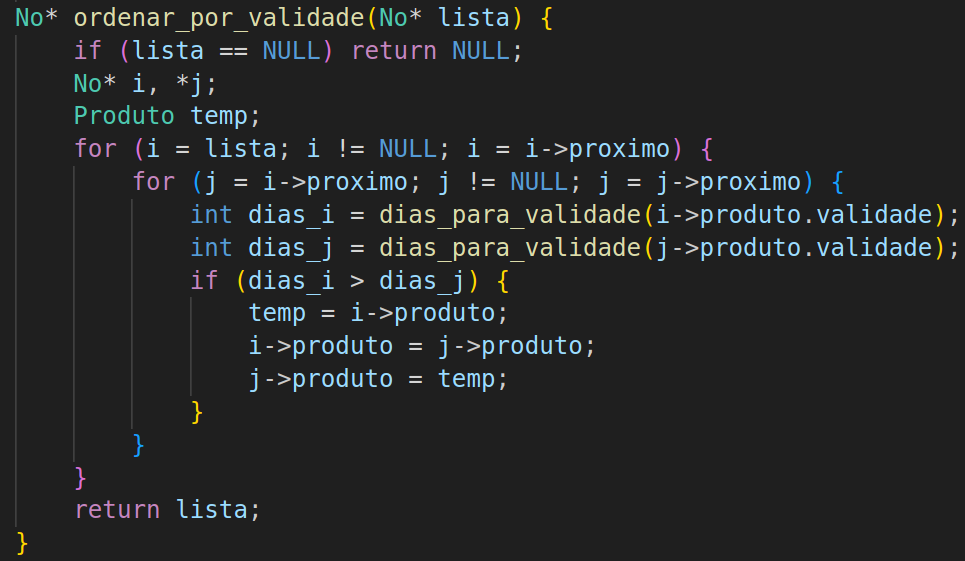 No* ordenar_por_validade(No* lista) {
    if (lista == NULL) return NULL;
    No* i, *j;
    Produto temp;
    for (i = lista; i != NULL; i = i->proximo) {
        for (j = i->proximo; j != NULL; j = j->proximo) {
            int dias_i = dias_para_validade(i->produto.validade);
            int dias_j = dias_para_validade(j->produto.validade);
            if (dias_i > dias_j) {
                temp = i->produto;
                i->produto = j->produto;
                j->produto = temp;
            }
        }
    }
    return lista;
}